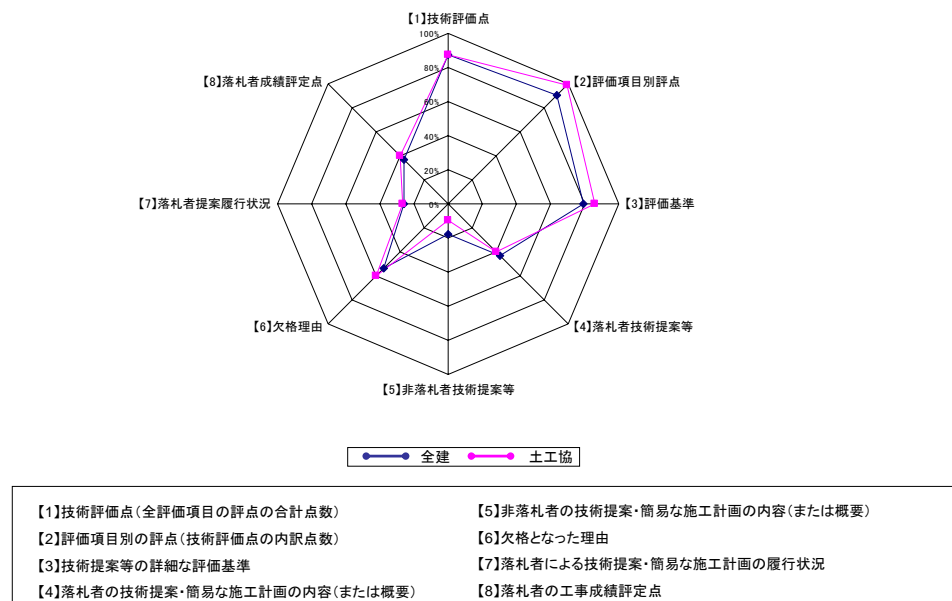 【1】技術評価点
100%
【8】落札者成績評定点
【2】評価項目別評点
80%
60%
40%
20%
【7】落札者提案履行状況
0%
【3】評価基準
【6】欠格理由
【4】落札者技術提案等
【5】非落札者技術提案等
全建
土工協
【1】技術評価点(全評価項目の評点の合計点数)
【2】評価項目別の評点(技術評価点の内訳点数)
【3】技術提案等の詳細な評価基準
【4】落札者の技術提案・簡易な施工計画の内容(または概要)
【5】非落札者の技術提案・簡易な施工計画の内容(または概要)
【6】欠格となった理由
【7】落札者による技術提案・簡易な施工計画の履行状況
【8】落札者の工事成績評定点